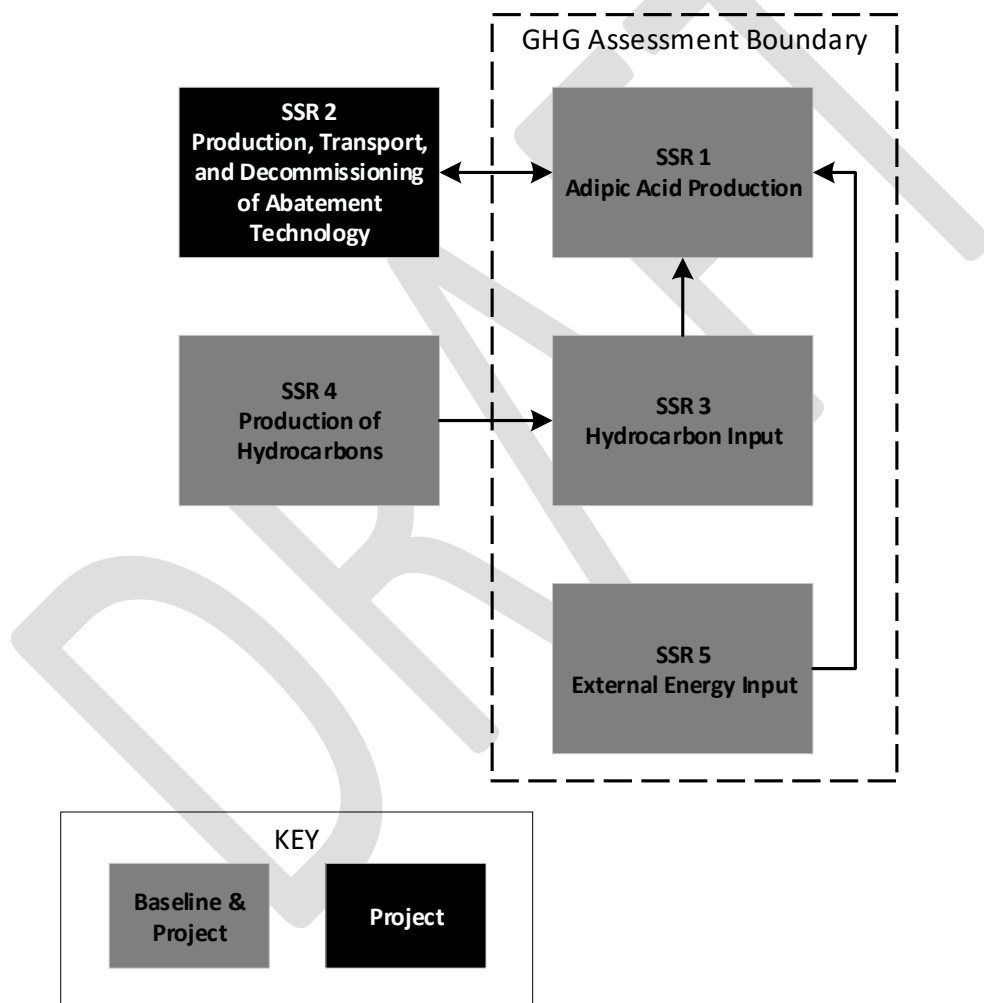 GHG Assessment Boundary
SSR 2
Production, Transport,
and Decommissioning
of Abatement
Technology
SSR 1
Adipic Acid Production
SSR 4
Production of
Hydrocarbons
SSR 3
Hydrocarbon Input
SSR 5
External Energy Input
KEY
Baseline &
Project
Project
DRAFT